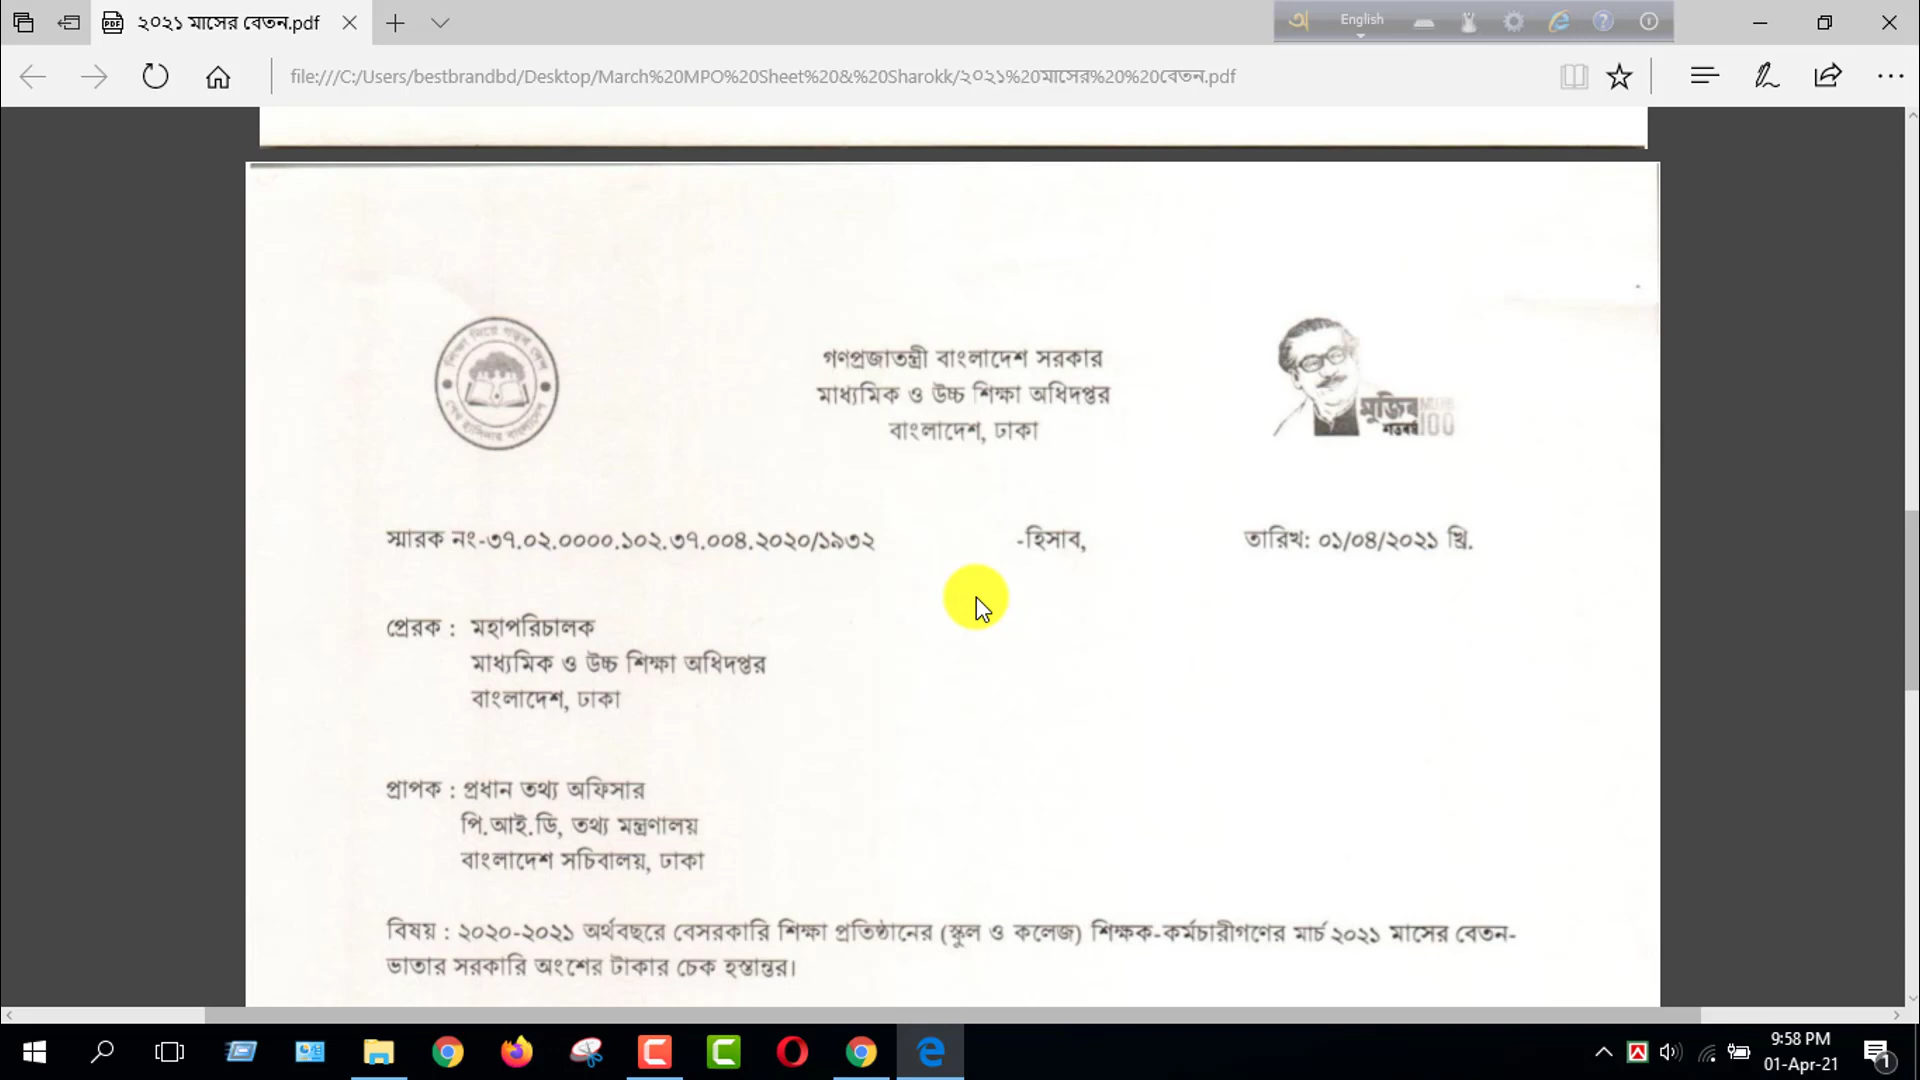 ২০২১ মাসের বেতন.pdf
English
file:///C:/Users/bestbrandbd/Desktop/March%20MPO%20Sheet%20&%20Sharokk/২০২১%20মাসের%20%20বেতন.pdf
শিক্ষা নিয়ে গড়ব দেশ
শেখ হাসিনার বাংলাদেশ
গণপ্রজাতন্ত্রী বাংলাদেশ সরকার
মাধ্যমিক ও উচ্চ শিক্ষা অধিদপ্তর
বাংলাদেশ, ঢাকা
মুজিব
শতবর্ষ 100
স্মারক নং-৩৭.০২.০০০০.১০২.৩৭.০০৪.২০২০/১৯৩২ -হিসাব, তারিখ: ০১/০৪/২০২১ খ্রি.
প্রেরক : মহাপরিচালক
মাধ্যমিক ও উচ্চ শিক্ষা অধিদপ্তর
বাংলাদেশ, ঢাকা
প্রাপক : প্রধান তথ্য অফিসার
পি.আই.ডি, তথ্য মন্ত্রণালয়
বাংলাদেশ সচিবালয়, ঢাকা
বিষয় : ২০২০-২০২১ অর্থবছরে বেসরকারি শিক্ষা প্রতিষ্ঠানের (স্কুল ও কলেজ) শিক্ষক-কর্মচারীগণের মার্চ ২০২১ মাসের বেতন-
ভাতার সরকারি অংশের টাকার চেক হস্তান্তর।
9:58 PM
01-Apr-21
1